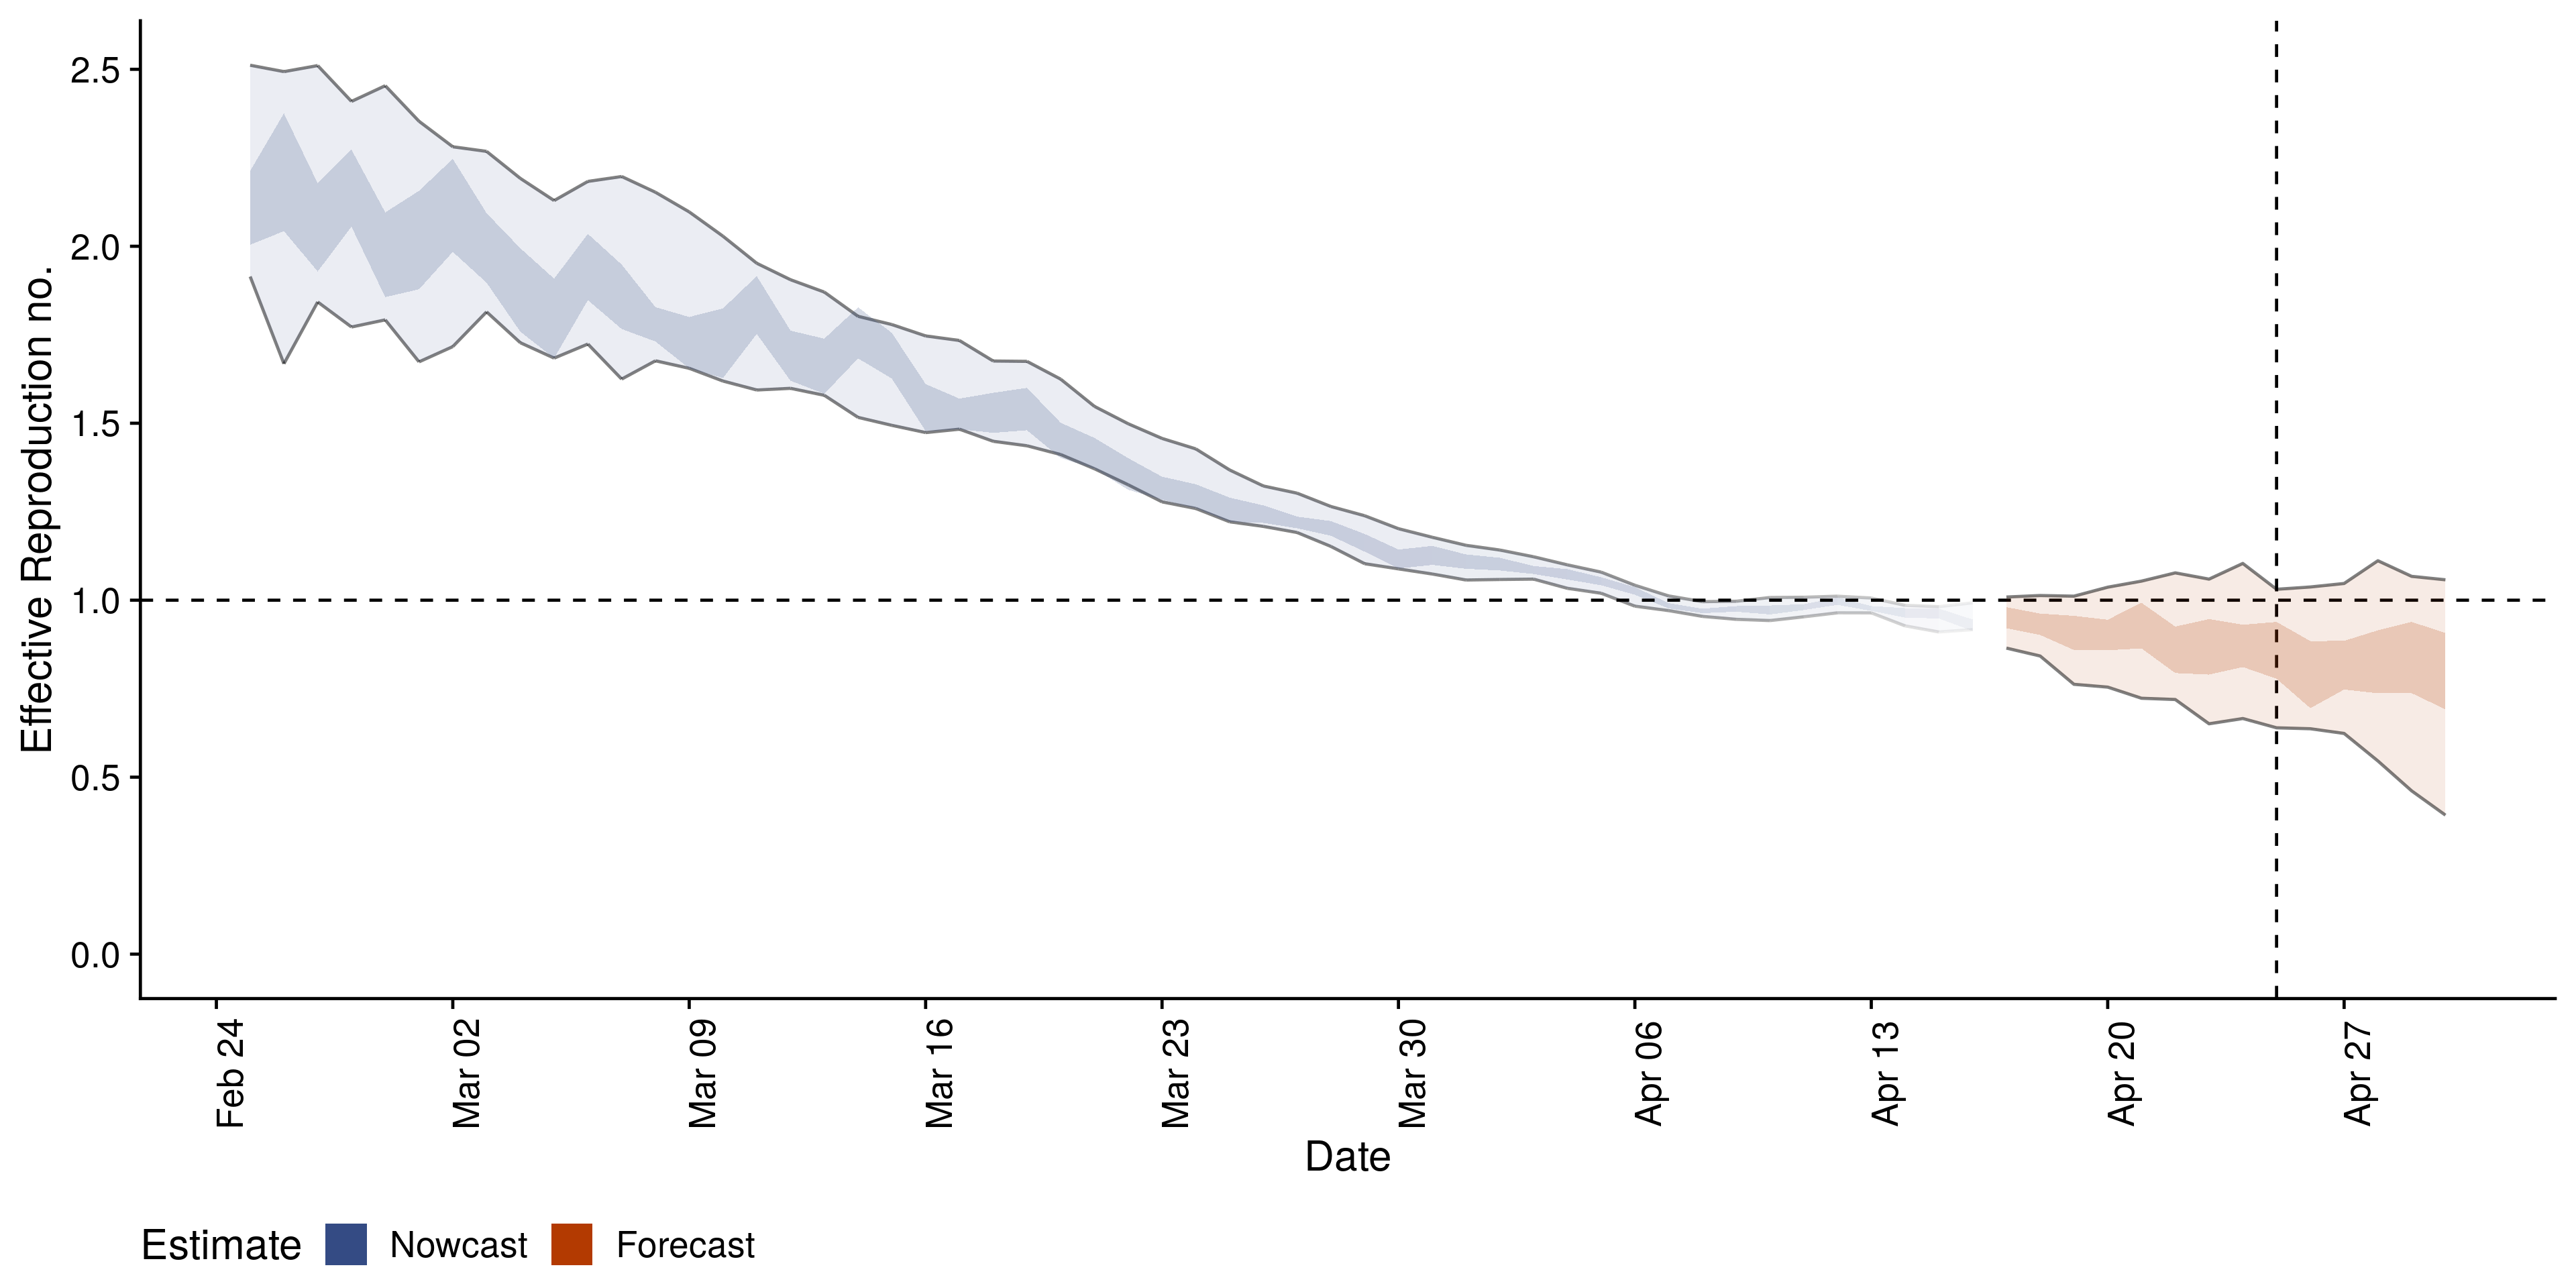 Effective Reproduction no.
2.5
2.0
1.5
1.0
0.5
0.0
Feb 24
Mar 02
Mar 09
Mar 16
Mar 23
Mar 30
Apr 06
Apr 13
Apr 20
Apr 27
Date
Estimate Nowcast Forecast